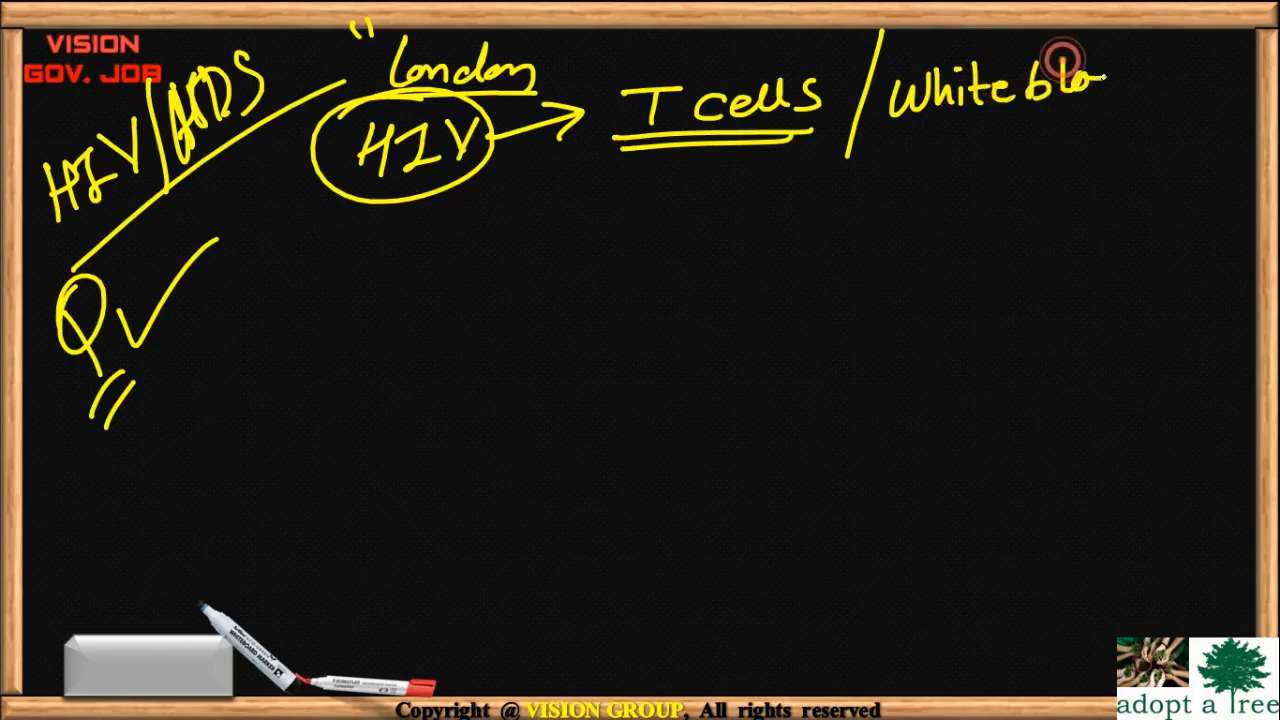 VISION
GOV. JOB
HIV/AIDS
"London
HIV → T cells / White blo
Q ✓
Copyright @ VISION GROUP, All rights reserved
adopt a Tree